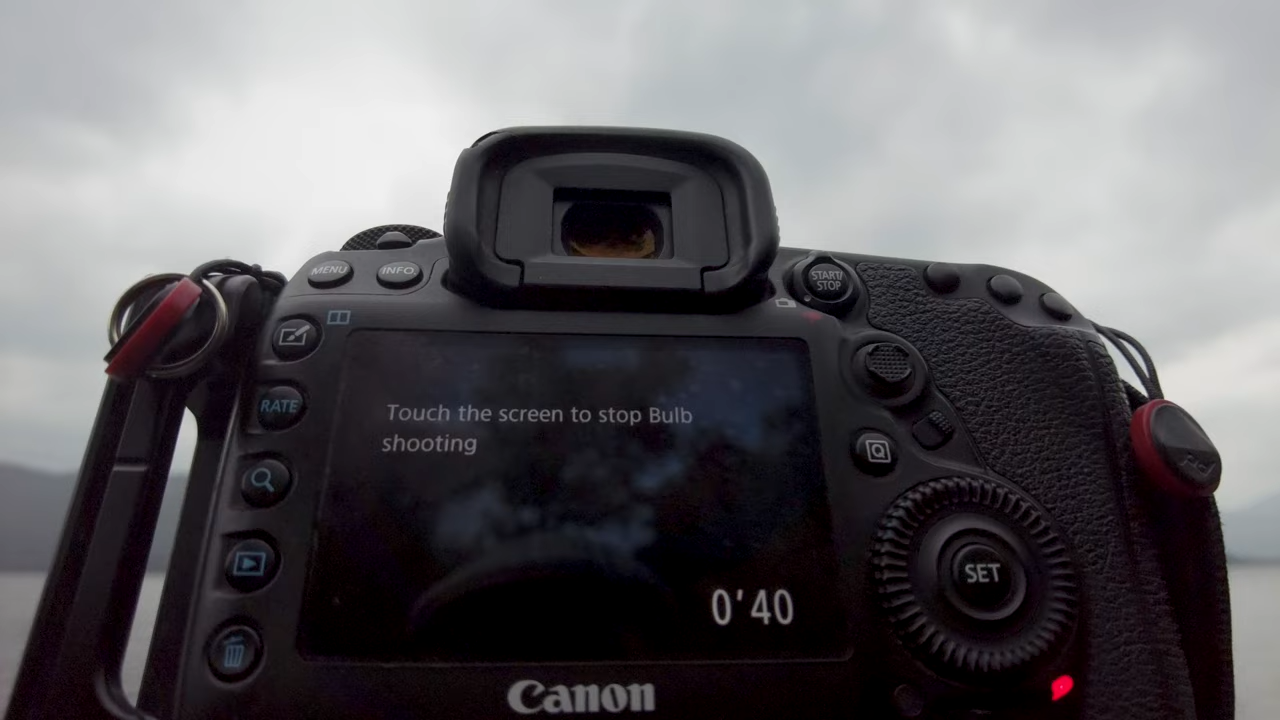 MENU
INFO
START/
STOP
RATE
Touch the screen to stop Bulb
shooting
Q
SET
0'40
Canon